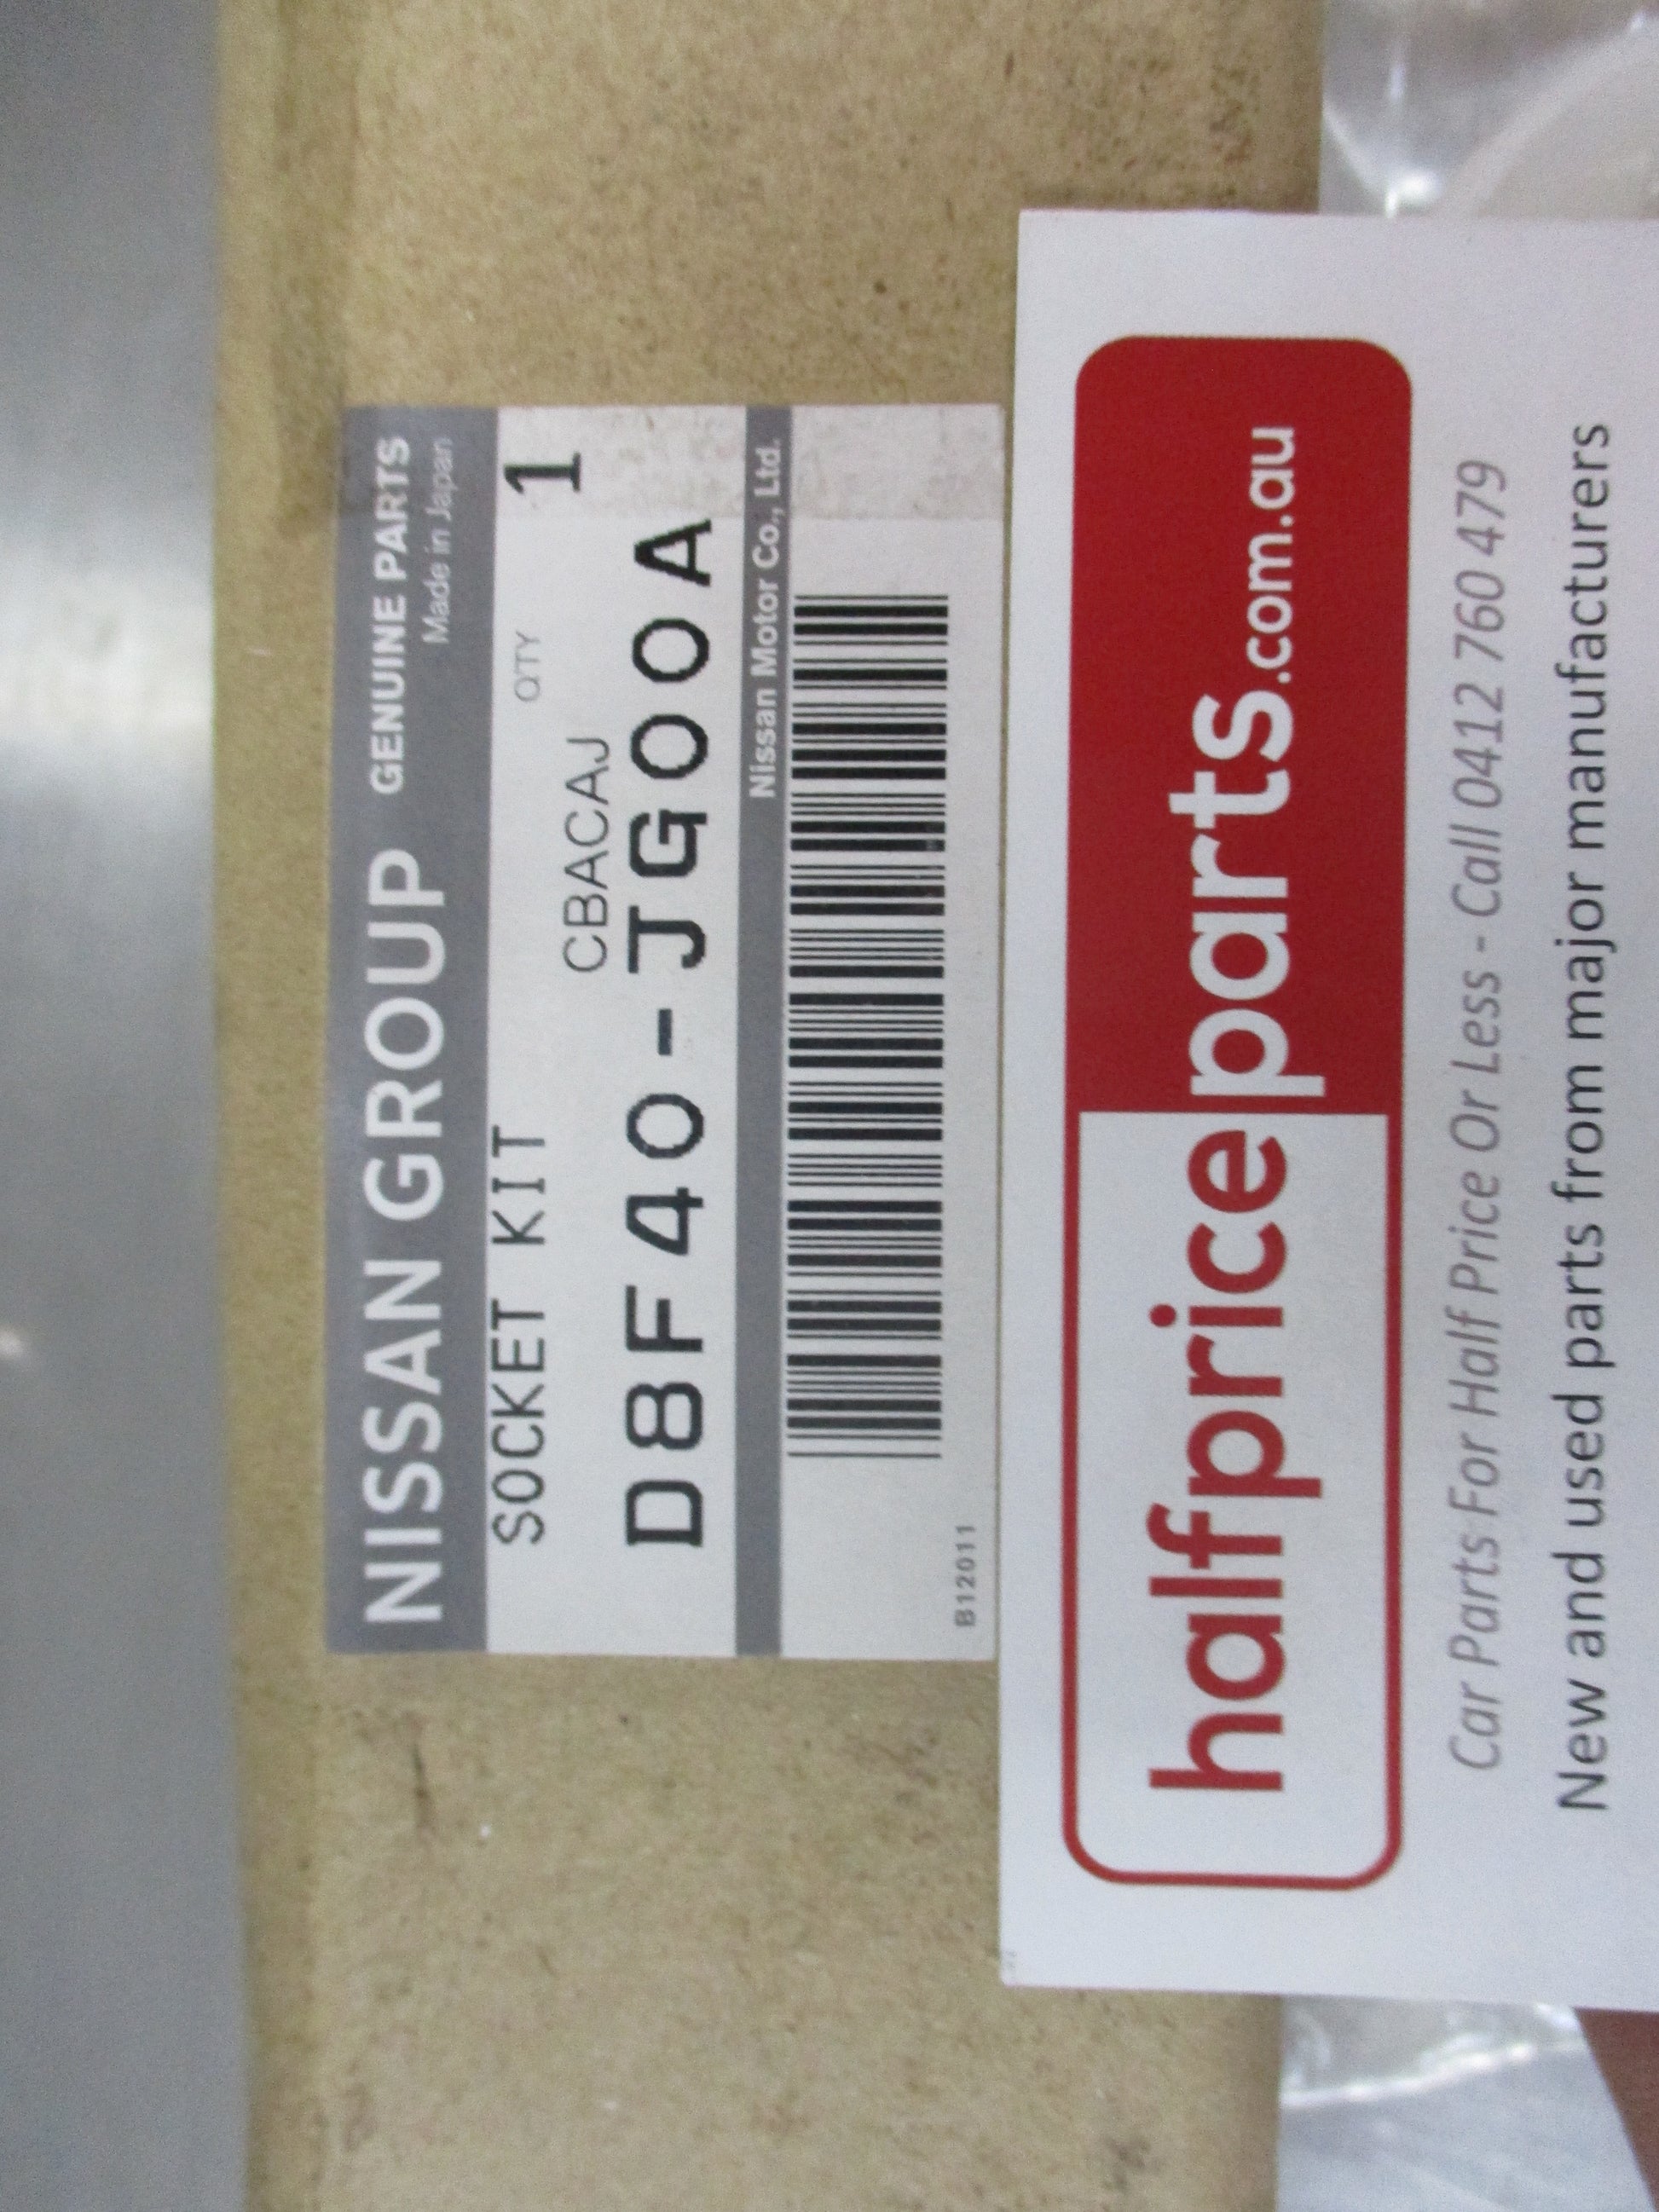 NISSAN GROUP GENUINE PARTS
Made in Japan
SOCKET KIT Q'TY 1
CBACAJ
D8F40-JG00A
Nissan Motor Co., Ltd.
B12011
halfpriceparts.com.au
Car Parts For Half Price Or Less - Call 0412 760 479
New and used parts from major manufacturers